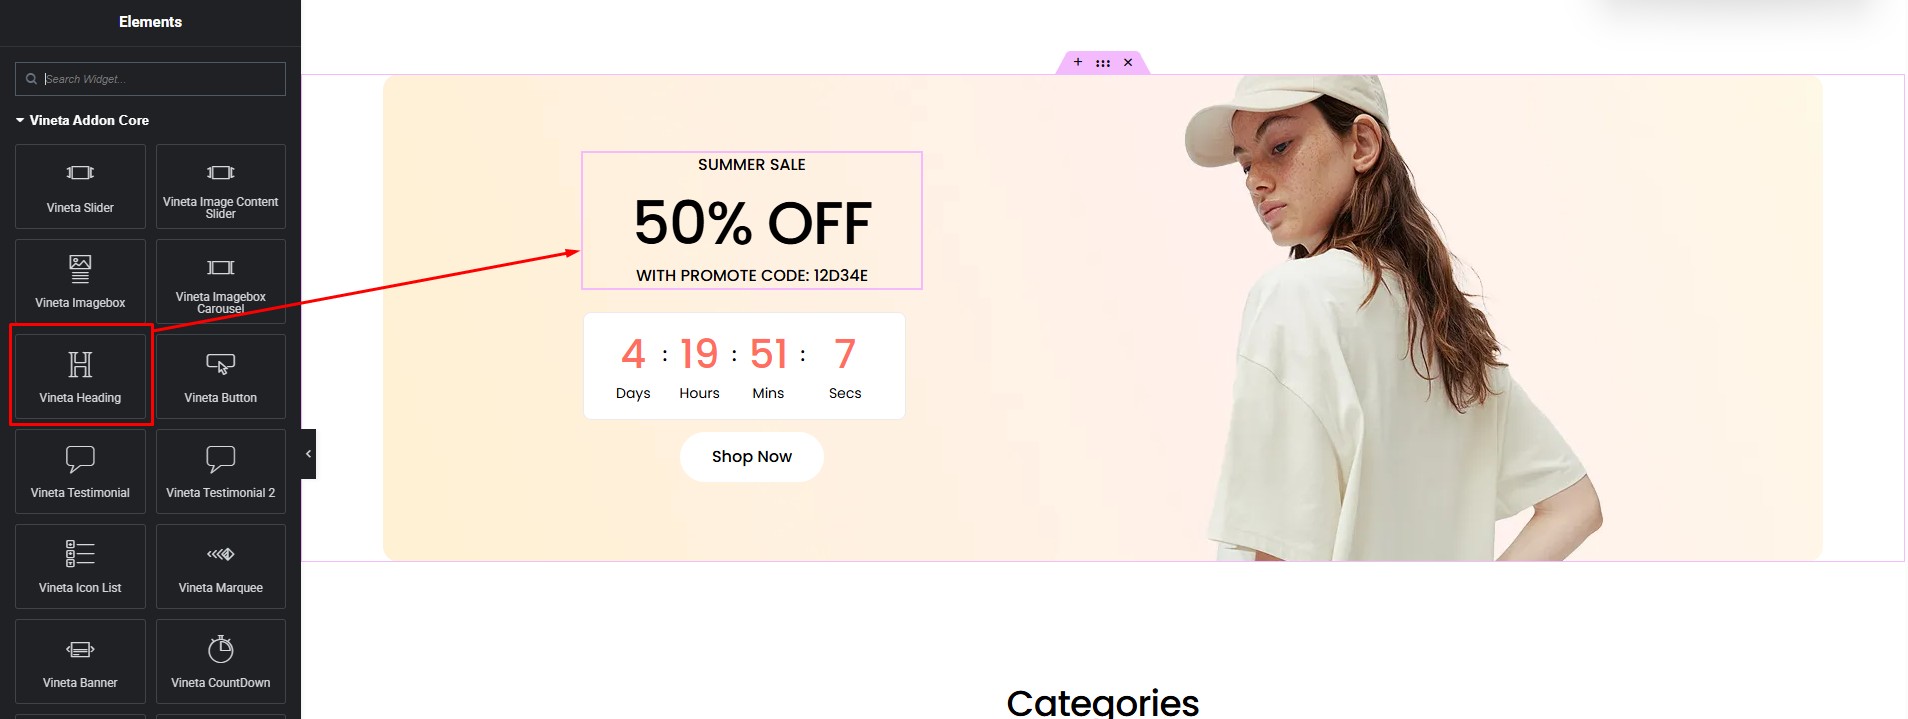 Elements
Search Widget...
Vineta Addon Core
Vineta Slider
Vineta Image Content
Slider
Vineta Imagebox
Vineta Imagebox
Carousel
Vineta Heading
Vineta Button
Vineta Testimonial
Vineta Testimonial 2
Vineta Icon List
Vineta Marquee
Vineta Banner
Vineta CountDown
SUMMER SALE
50% OFF
WITH PROMOTE CODE: 12D34E
4 : 19 : 51 : 7
Days Hours Mins Secs
Shop Now
Categories